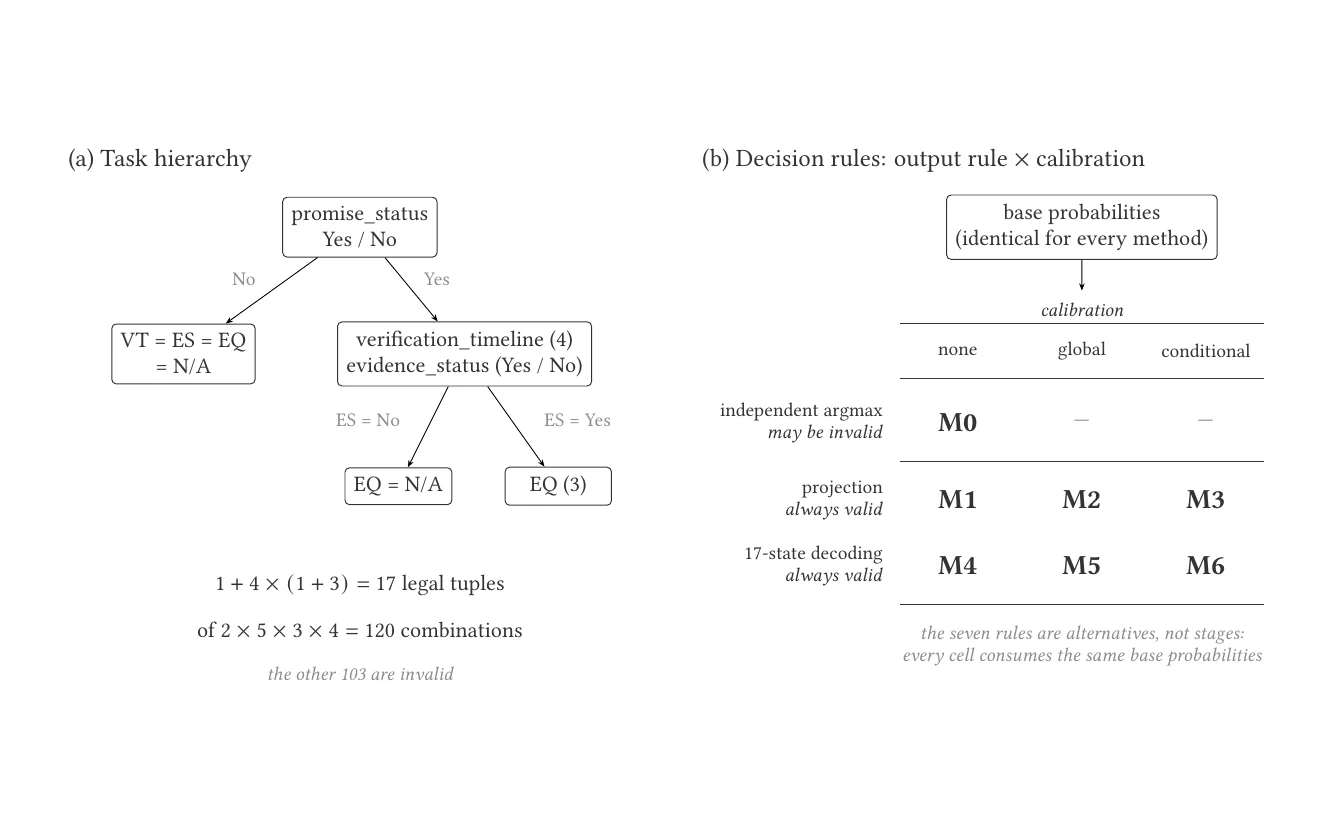 (a) Task hierarchy
promise_status
Yes / No
No
Yes
VT = ES = EQ
= N/A
verification_timeline (4)
evidence_status (Yes / No)
ES = No
ES = Yes
EQ = N/A
EQ (3)
1 + 4 × (1 + 3) = 17 legal tuples
of 2 × 5 × 3 × 4 = 120 combinations
the other 103 are invalid
(b) Decision rules: output rule × calibration
base probabilities
(identical for every method)
calibration
none global conditional
independent argmax
may be invalid
M0 — —
projection
always valid
M1 M2 M3
17-state decoding
always valid
M4 M5 M6
the seven rules are alternatives, not stages:
every cell consumes the same base probabilities